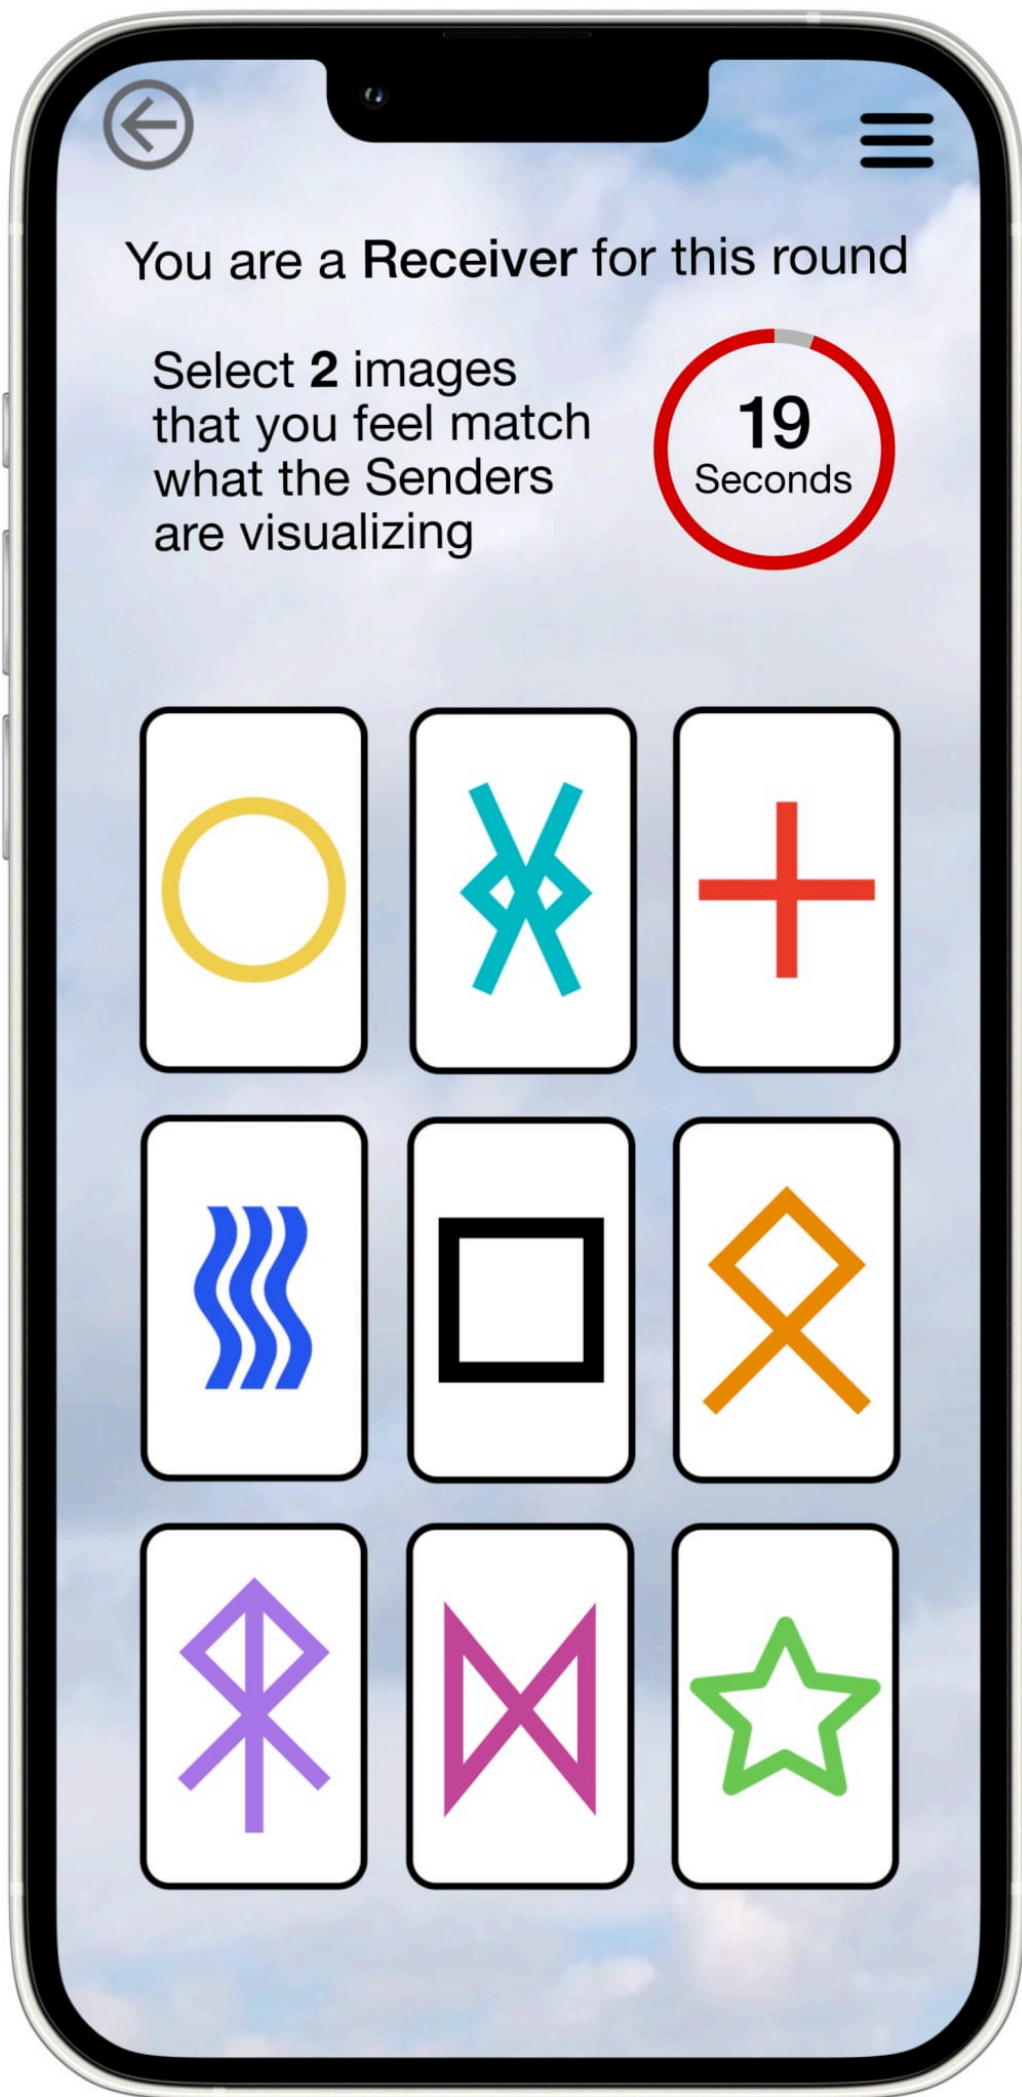 You are a Receiver for this round
Select 2 images
that you feel match
what the Senders
are visualizing
19
Seconds